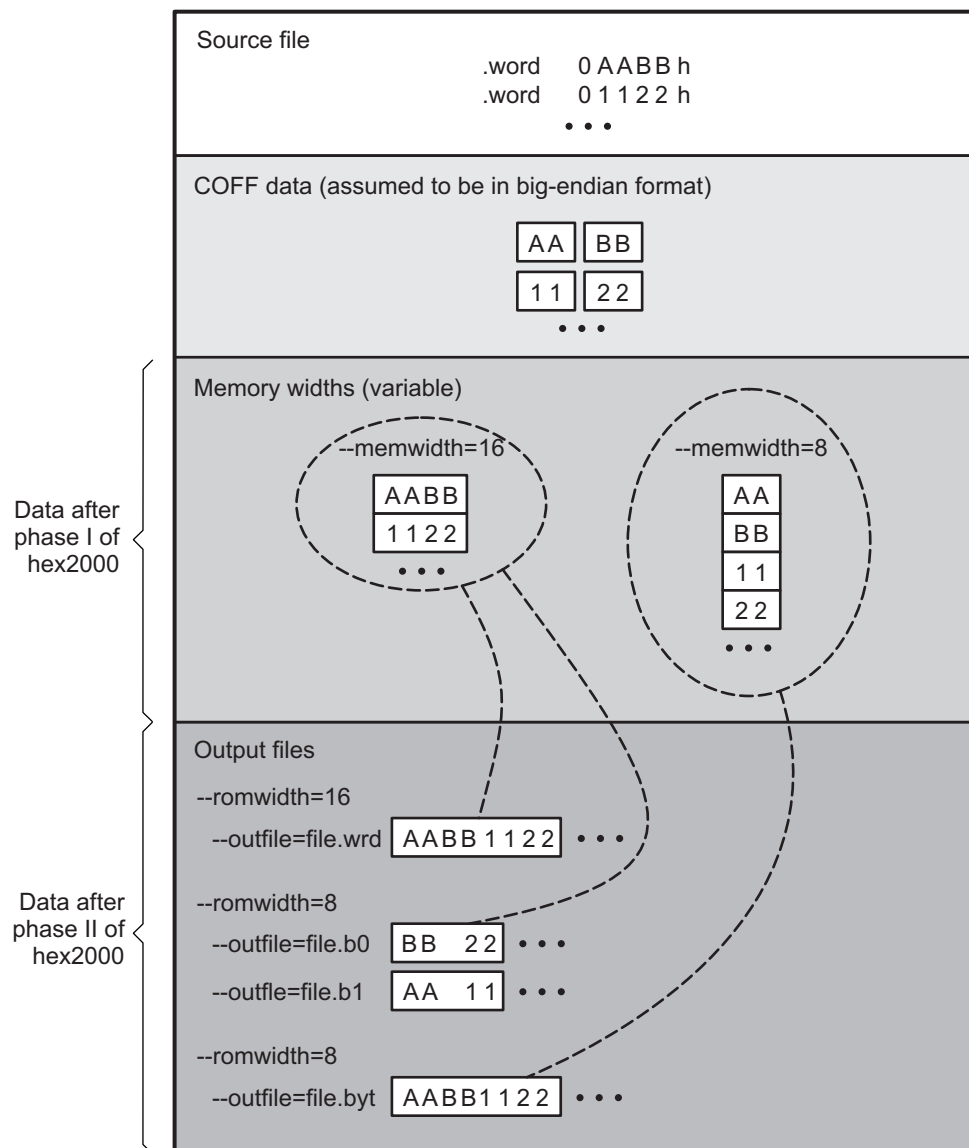 Source file
.word 0AABBh
.word 01122h
• • •
COFF data (assumed to be in big-endian format)
AA BB
11 22
• • •
Memory widths (variable)
--memwidth=16
AABB
1122
• • •
--memwidth=8
AA
BB
11
22
• • •
Data after
phase I of
hex2000
Output files
--romwidth=16
--outfile=file.wrd AABB1122 • • •
--romwidth=8
--outfile=file.b0 BB 22 • • •
--outfle=file.b1 AA 11 • • •
--romwidth=8
--outfile=file.byt AABB1122 • • •
Data after
phase II of
hex2000